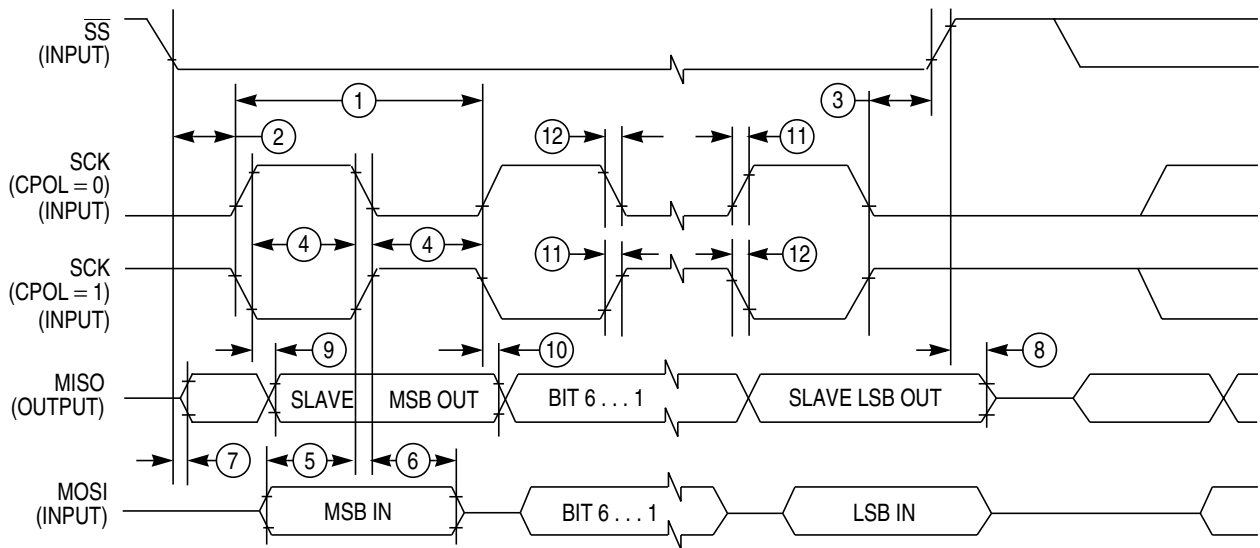 SS
(INPUT)
1
3
2
12
11
SCK
(CPOL = 0)
(INPUT)
4
4
11
12
SCK
(CPOL = 1)
(INPUT)
9
10
8
MISO
(OUTPUT)
SLAVE MSB OUT
BIT 6 . . . 1
SLAVE LSB OUT
7
5
6
MOSI
(INPUT)
MSB IN
BIT 6 . . . 1
LSB IN